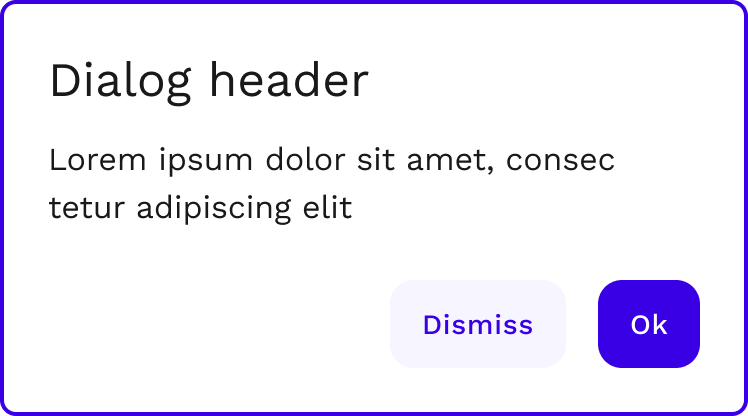 Dialog header
Lorem ipsum dolor sit amet, consec
tetur adipiscing elit
Dismiss
Ok